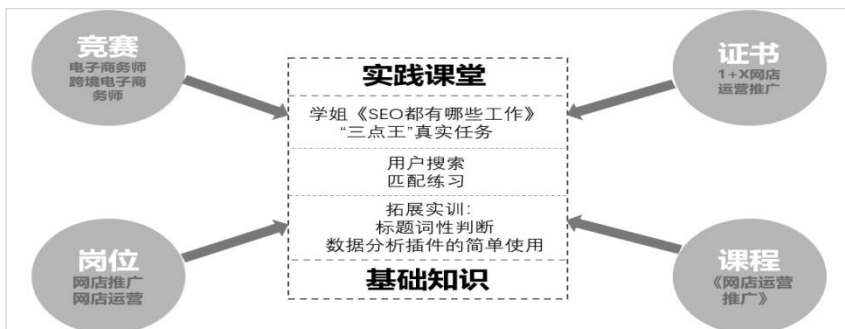 竞赛
电子商务师
跨境电子商
务师
证书
1+X网店
运营推广
实践课堂
学姐《SEO都有哪些工作》
“三点王”真实任务
用户搜索
匹配练习
拓展实训:
标题词性判断
数据分析插件的简单使用
基础知识
岗位
网店推广
网店运营
课程
《网店运营
推广》